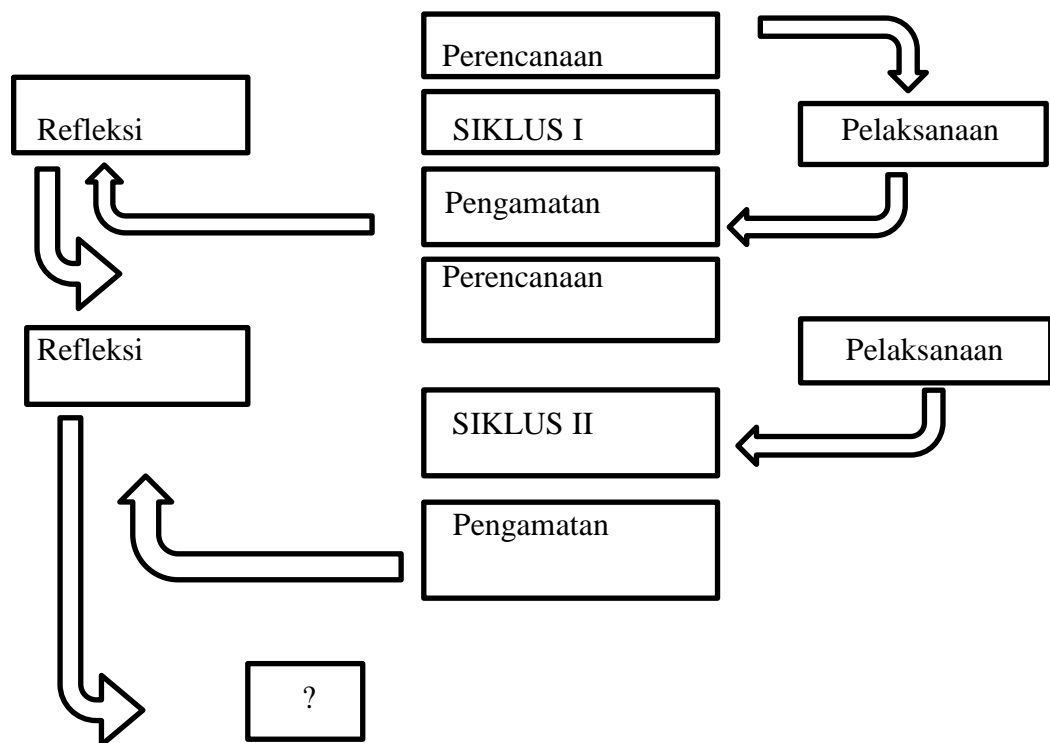 Perencanaan
Refleksi
SIKLUS I
Pelaksanaan
Pengamatan
Perencanaan
Refleksi
Pelaksanaan
SIKLUS II
Pengamatan
?